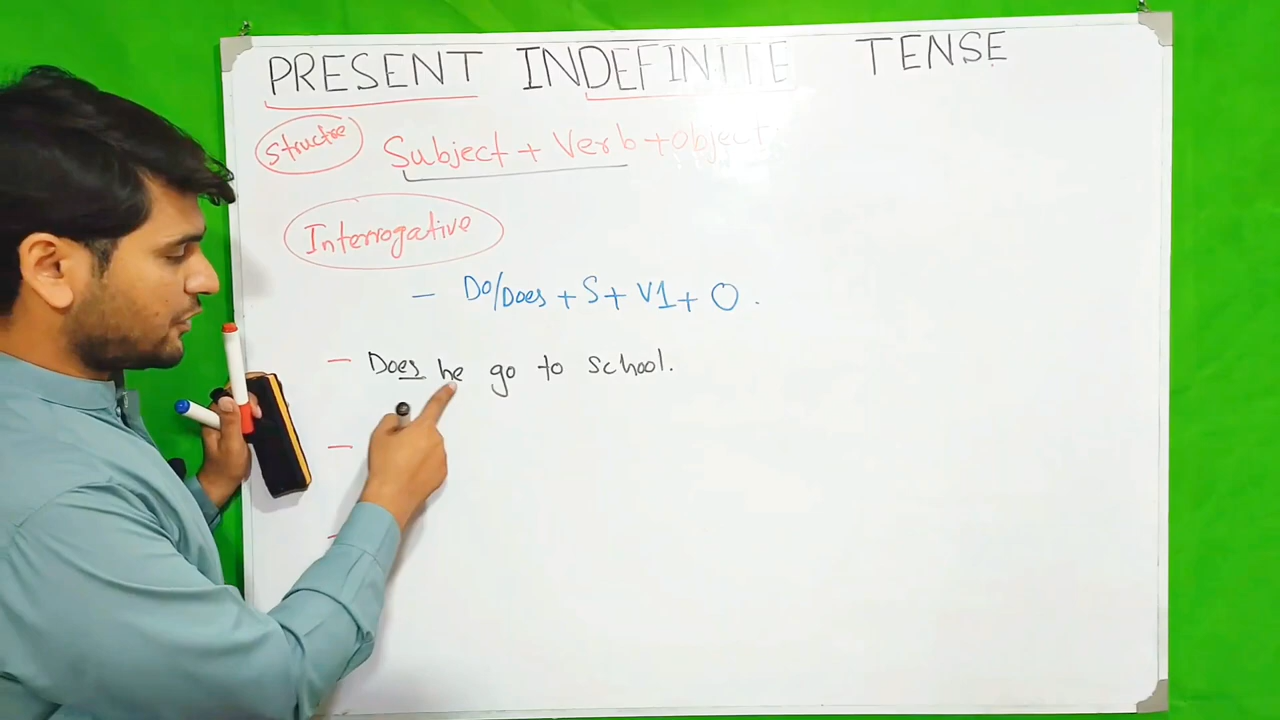 PRESENT INDEFINITE TENSE
Structre Subject + Verb + Object
Interrogative
- Do/Does + S + V1 + O.
- Does he go to school.
-
-